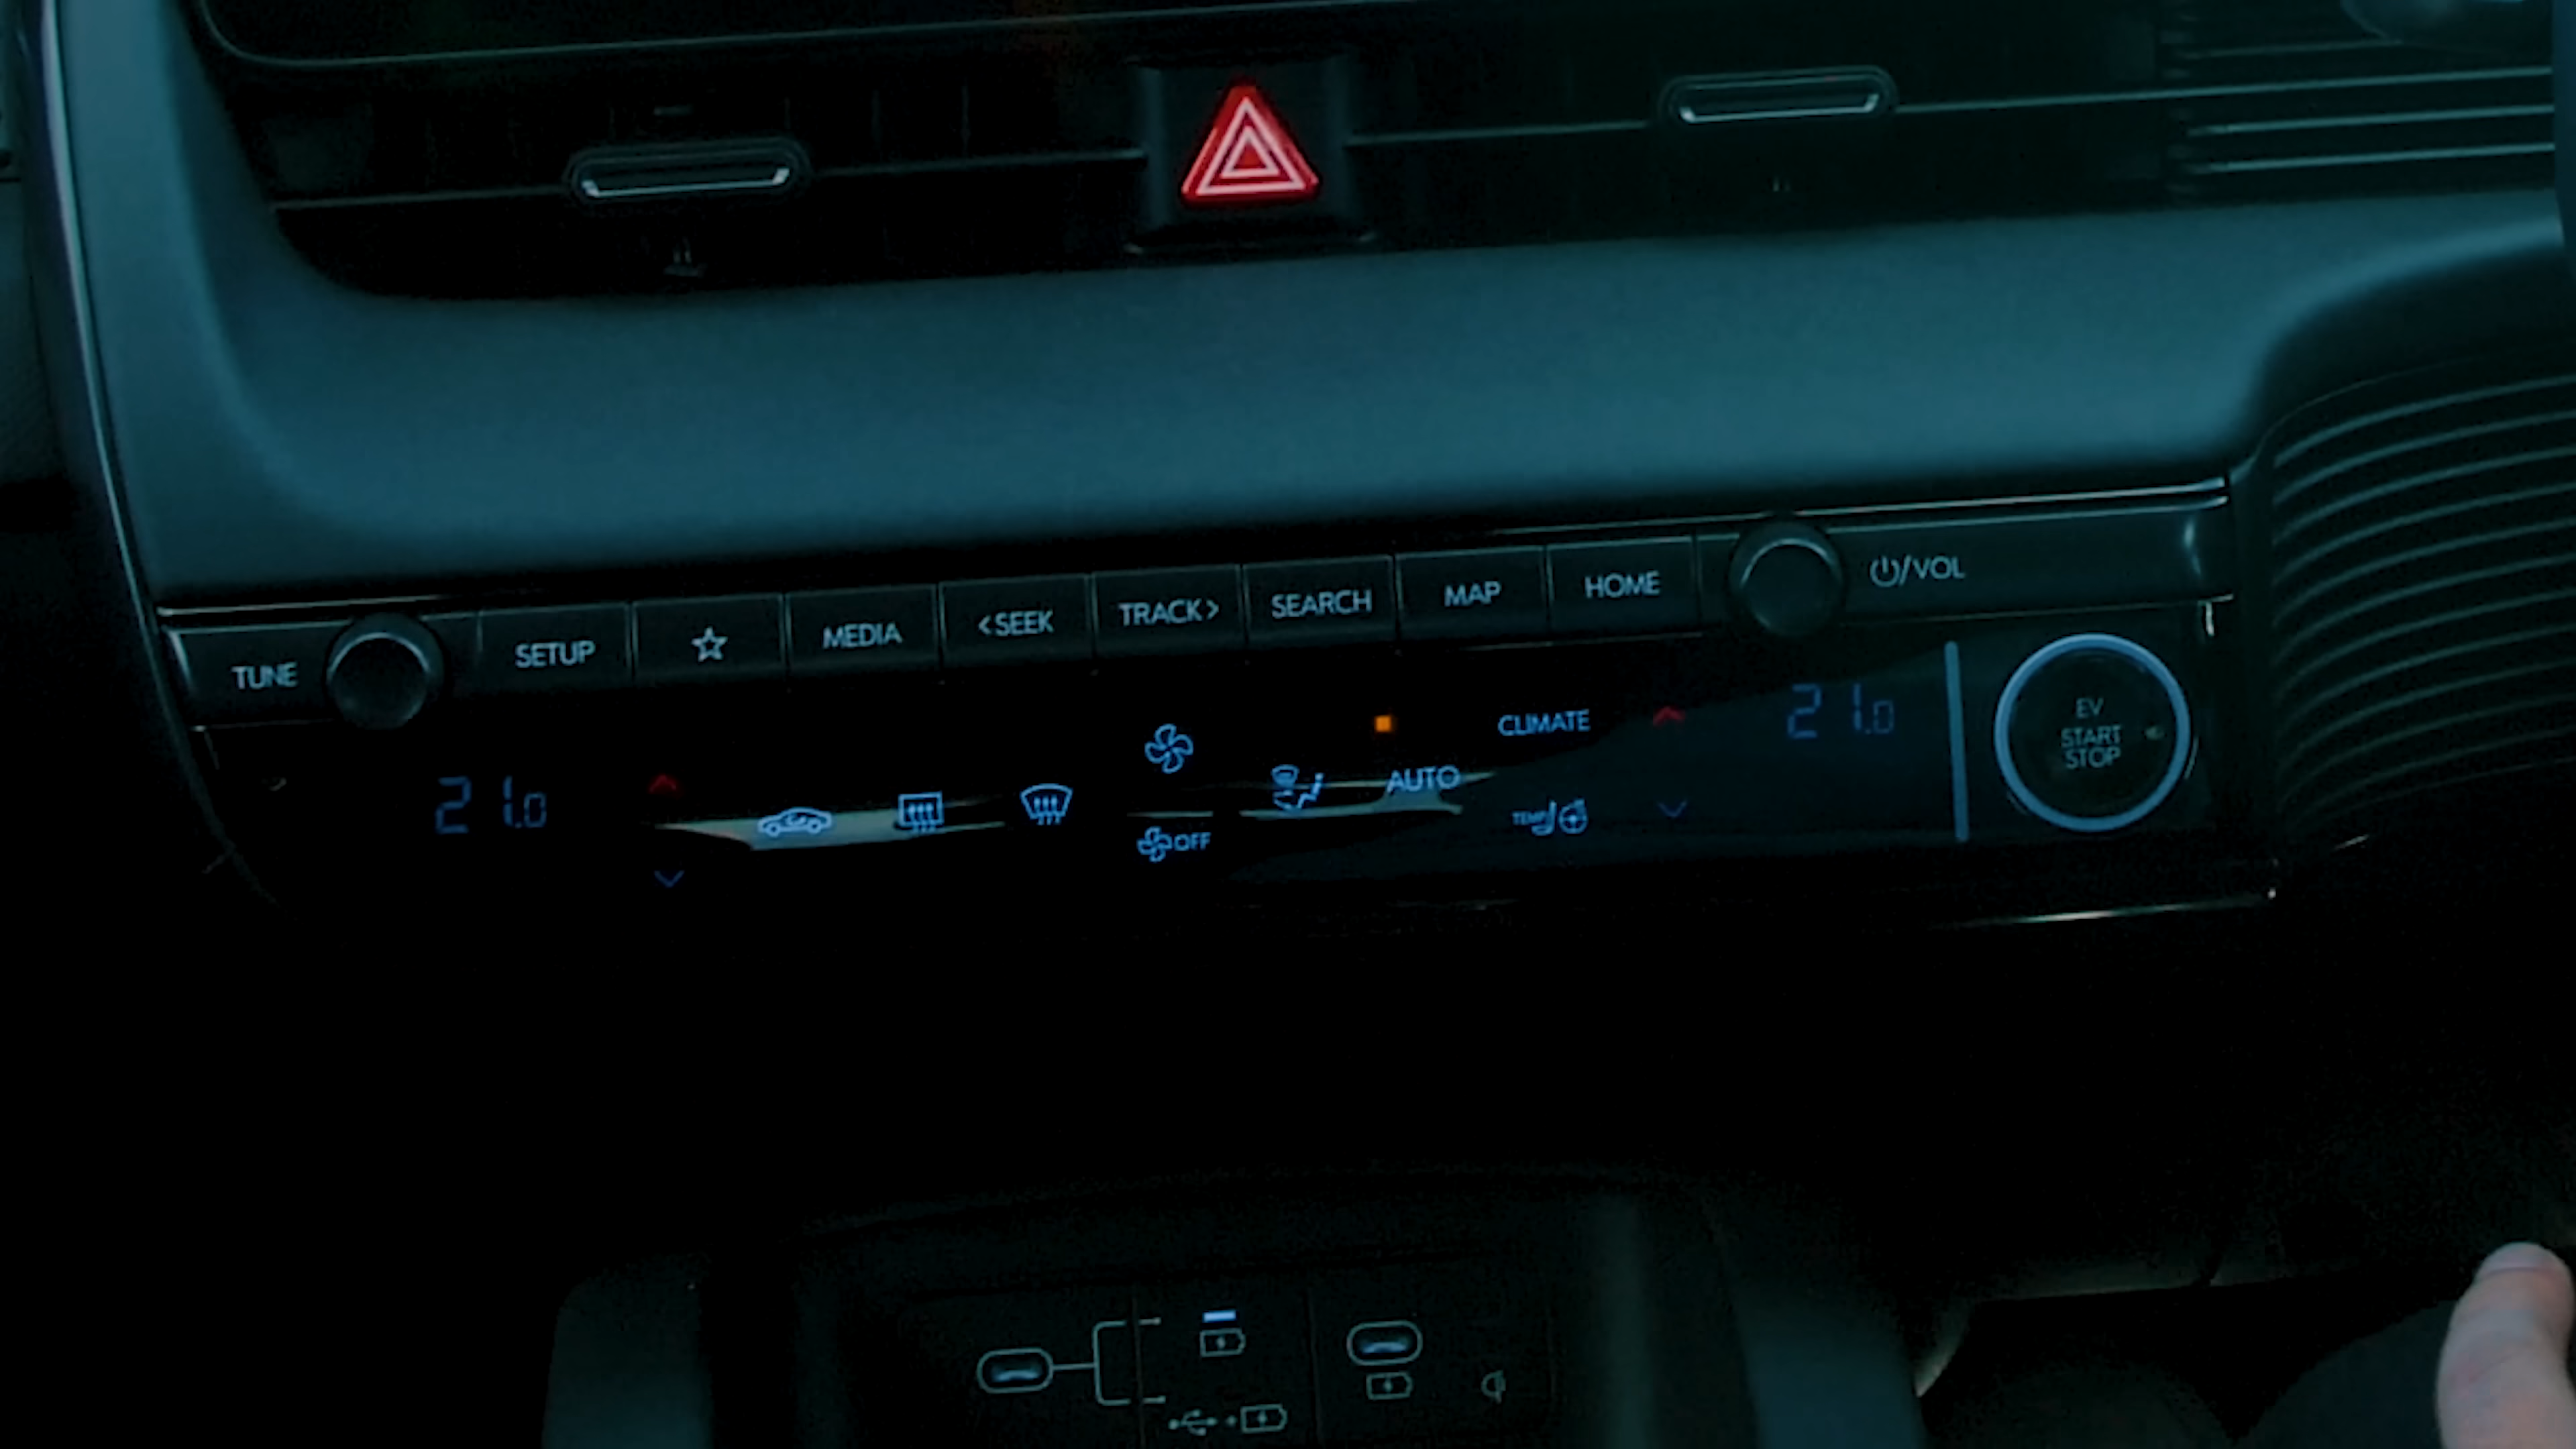 TUNE
SETUP
MEDIA
<SEEK
TRACK>
SEARCH
MAP
HOME
/VOL
21.0
OFF
AUTO
CLIMATE
TEMP/
21.0
EV
START
STOP